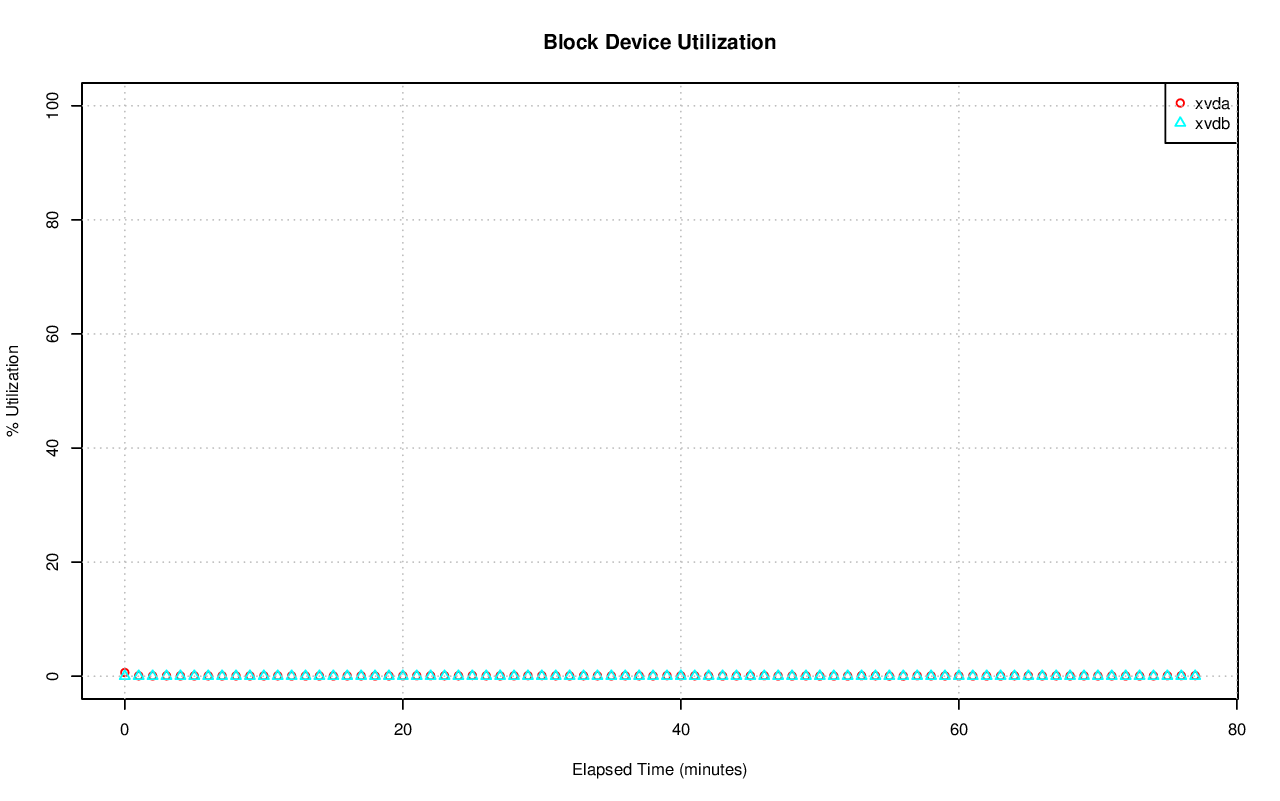 Block Device Utilization
xvda
xvdb
100
80
60
40
20
0
% Utilization
0 20 40 60 80
Elapsed Time (minutes)